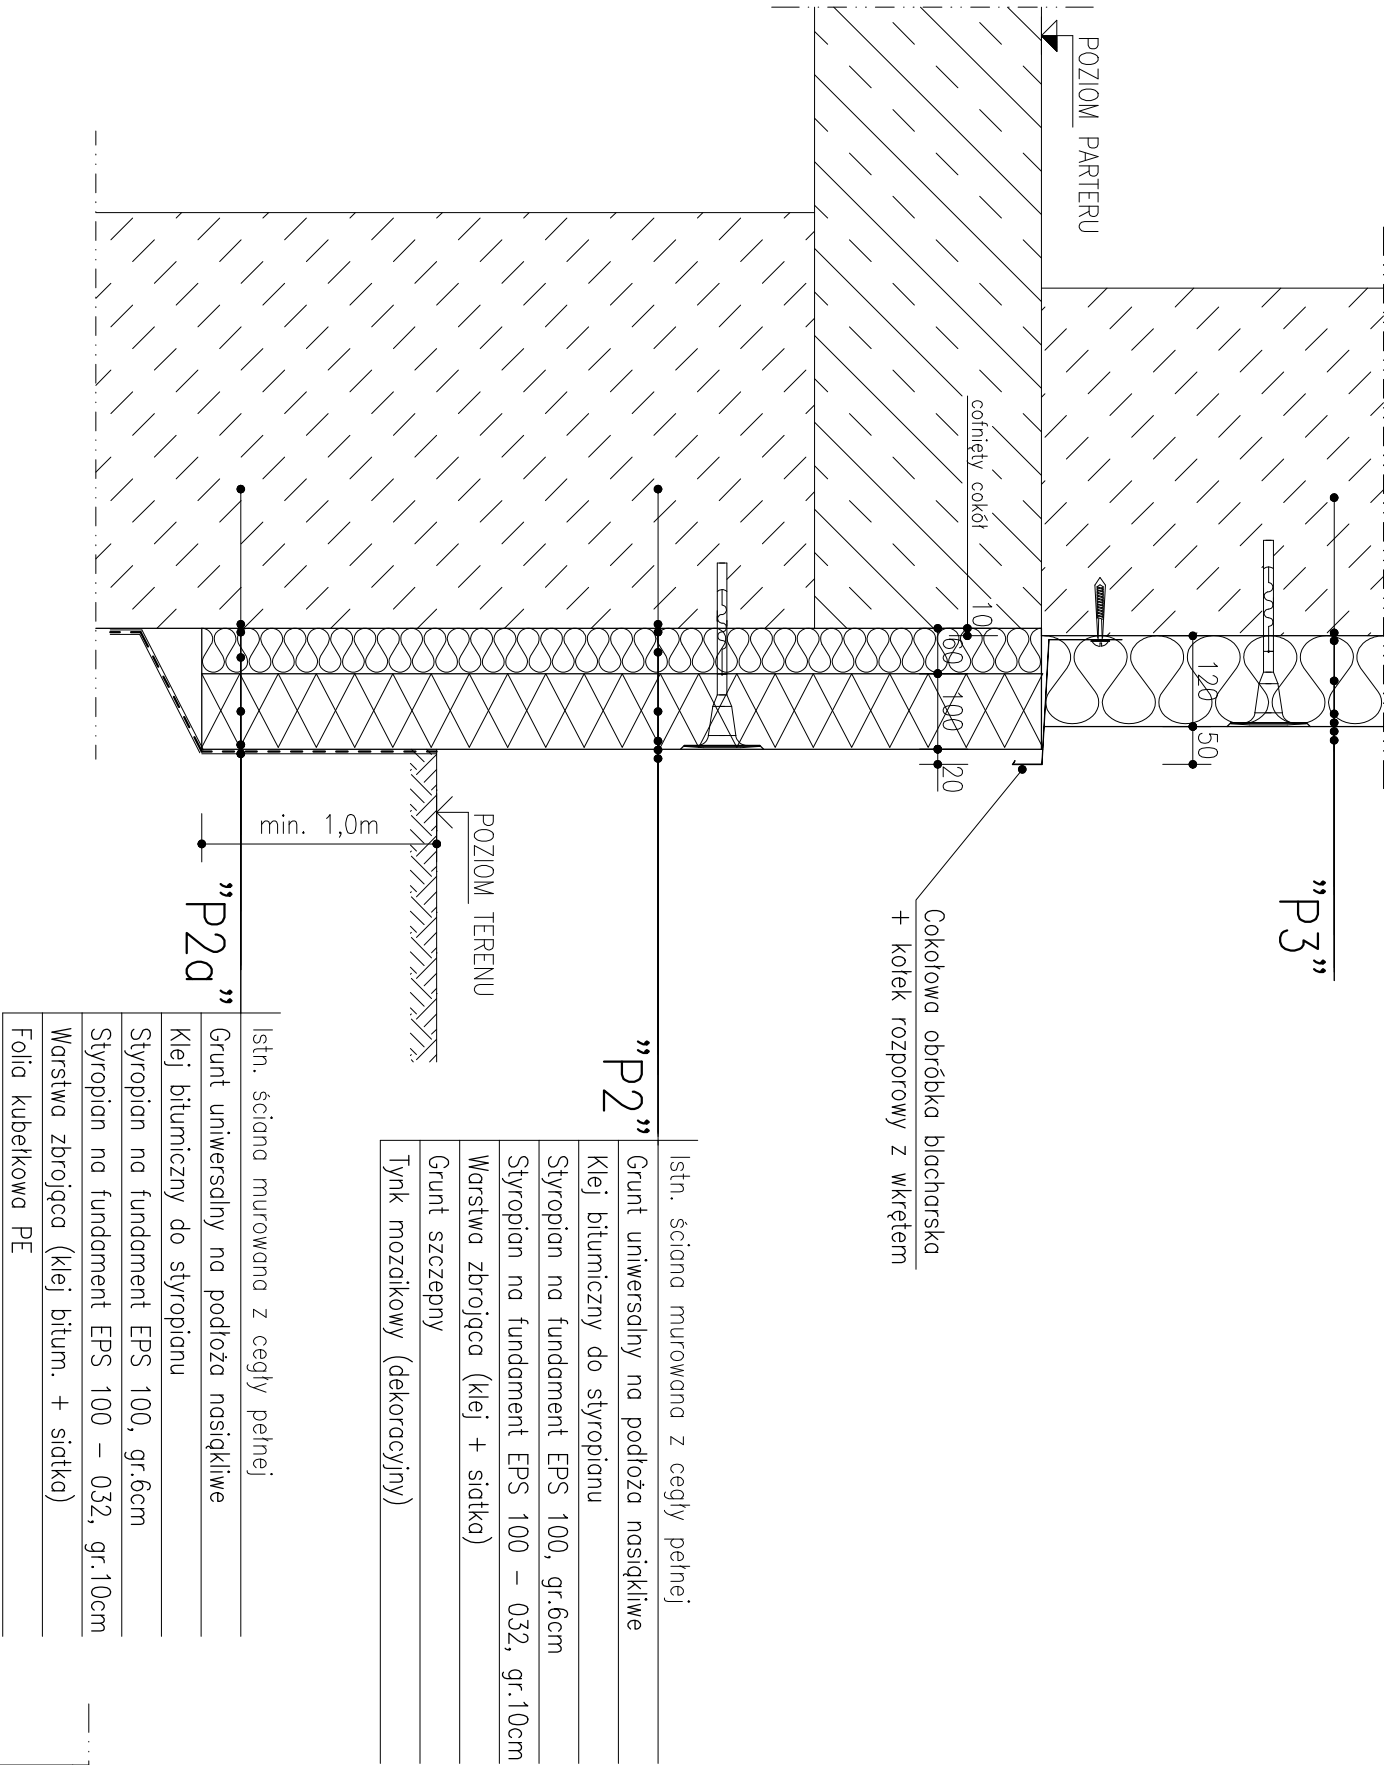 "P3"
120
50
POZIOM PARTERU
cofnięty cokół
10
60
100
20
Cokołowa obróbka blacharska
+ kołek rozporowy z wkrętem
"P2"
Istn. ściana murowana z cegły pełnej
Grunt uniwersalny na podłoża nasiąkliwe
Klej bitumiczny do styropianu
Styropian na fundament EPS 100, gr.6cm
Styropian na fundament EPS 100 - 032, gr.10cm
Warstwa zbrojąca (klej + siatka)
Grunt szczepny
Tynk mozaikowy (dekoracyjny)
POZIOM TERENU
min. 1,0m
"P2a"
Istn. ściana murowana z cegły pełnej
Grunt uniwersalny na podłoża nasiąkliwe
Klej bitumiczny do styropianu
Styropian na fundament EPS 100, gr.6cm
Styropian na fundament EPS 100 - 032, gr.10cm
Warstwa zbrojąca (klej bitum. + siatka)
Folia kubełkowa PE